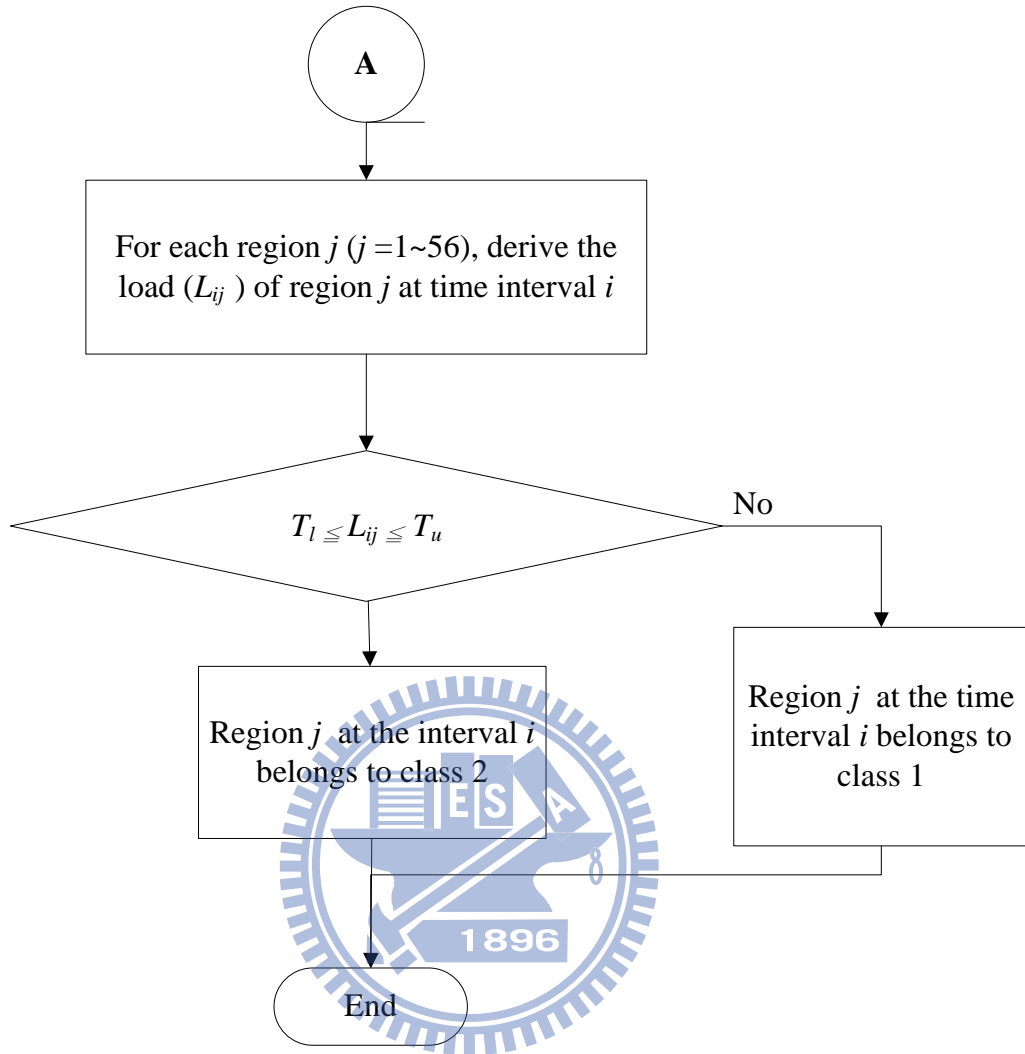 A
For each region j (j =1~56), derive the
load (Lij ) of region j at time interval i
Tl ≦ Lij ≦ Tu
No
Region j at the interval i
belongs to class 2
Region j at the time
interval i belongs to
class 1
E S A
1896
End